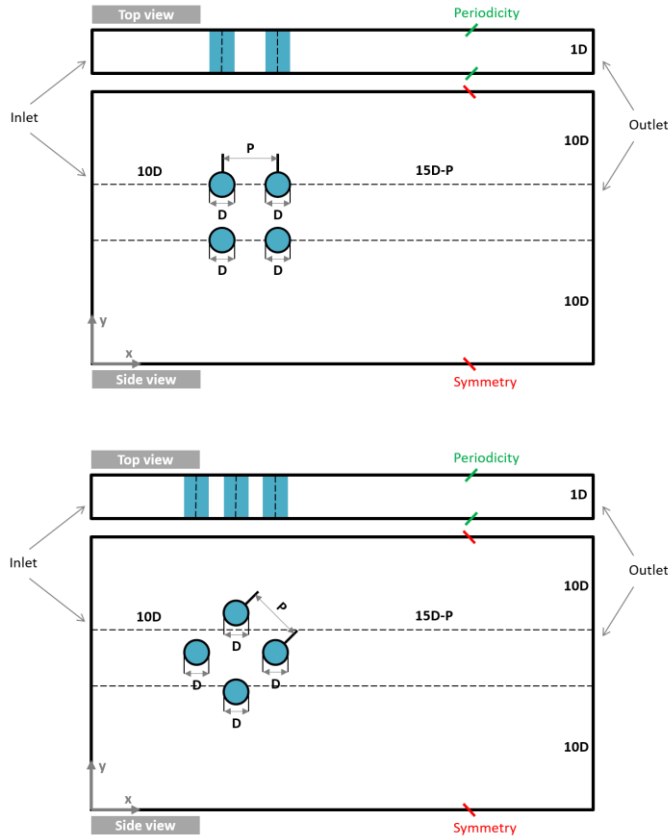 Top view
Periodicity
1D
Inlet
Outlet
10D
P
10D
15D-P
D
D
D
D
10D
y
x
Side view
Symmetry
Top view
Periodicity
1D
Inlet
Outlet
10D
P
10D
15D-P
D
D
D
D
10D
y
x
Side view
Symmetry